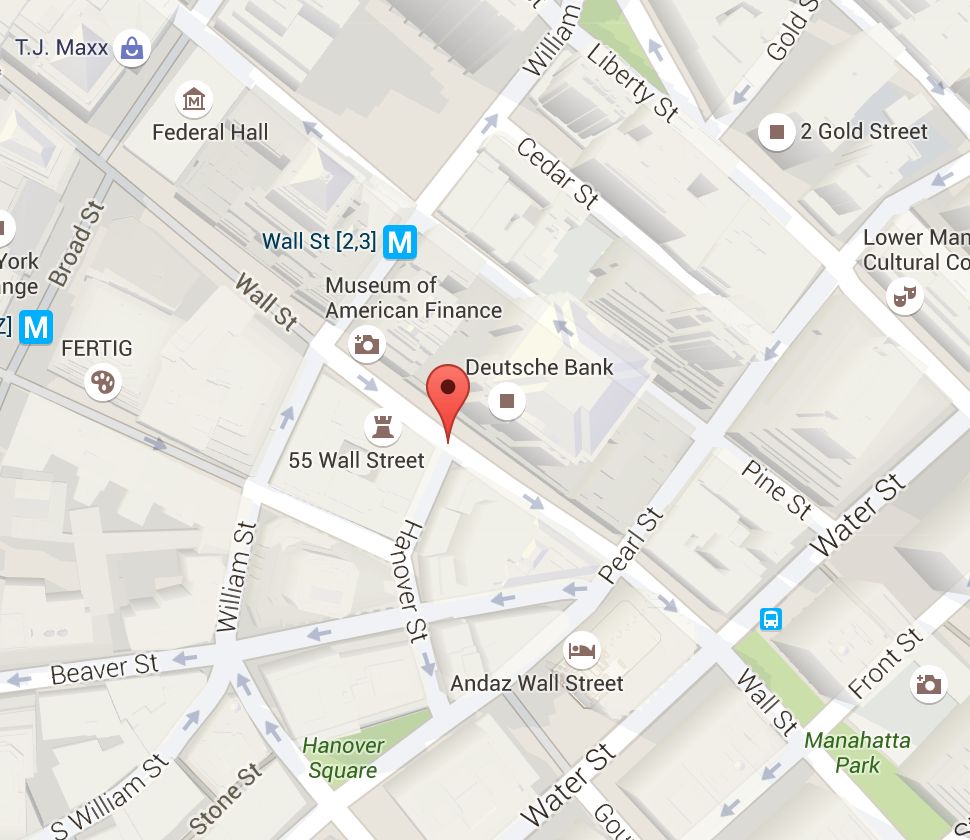 William
Gold S
T.J. Maxx
Liberty St
Federal Hall
2 Gold Street
Cedar St
Broad St
Wall St [2,3]
M
Lower Man
Cultural Co
York
ange
Z]
M
Wall St
Museum of
American Finance
FERTIG
Deutsche Bank
55 Wall Street
Pine St
Water St
Hanover St
Pearl St
William St
Beaver St
Andaz Wall Street
Front St
Wall St
Hanover
Square
Manahatta
Park
S William St
Stone St
Water St
Gou